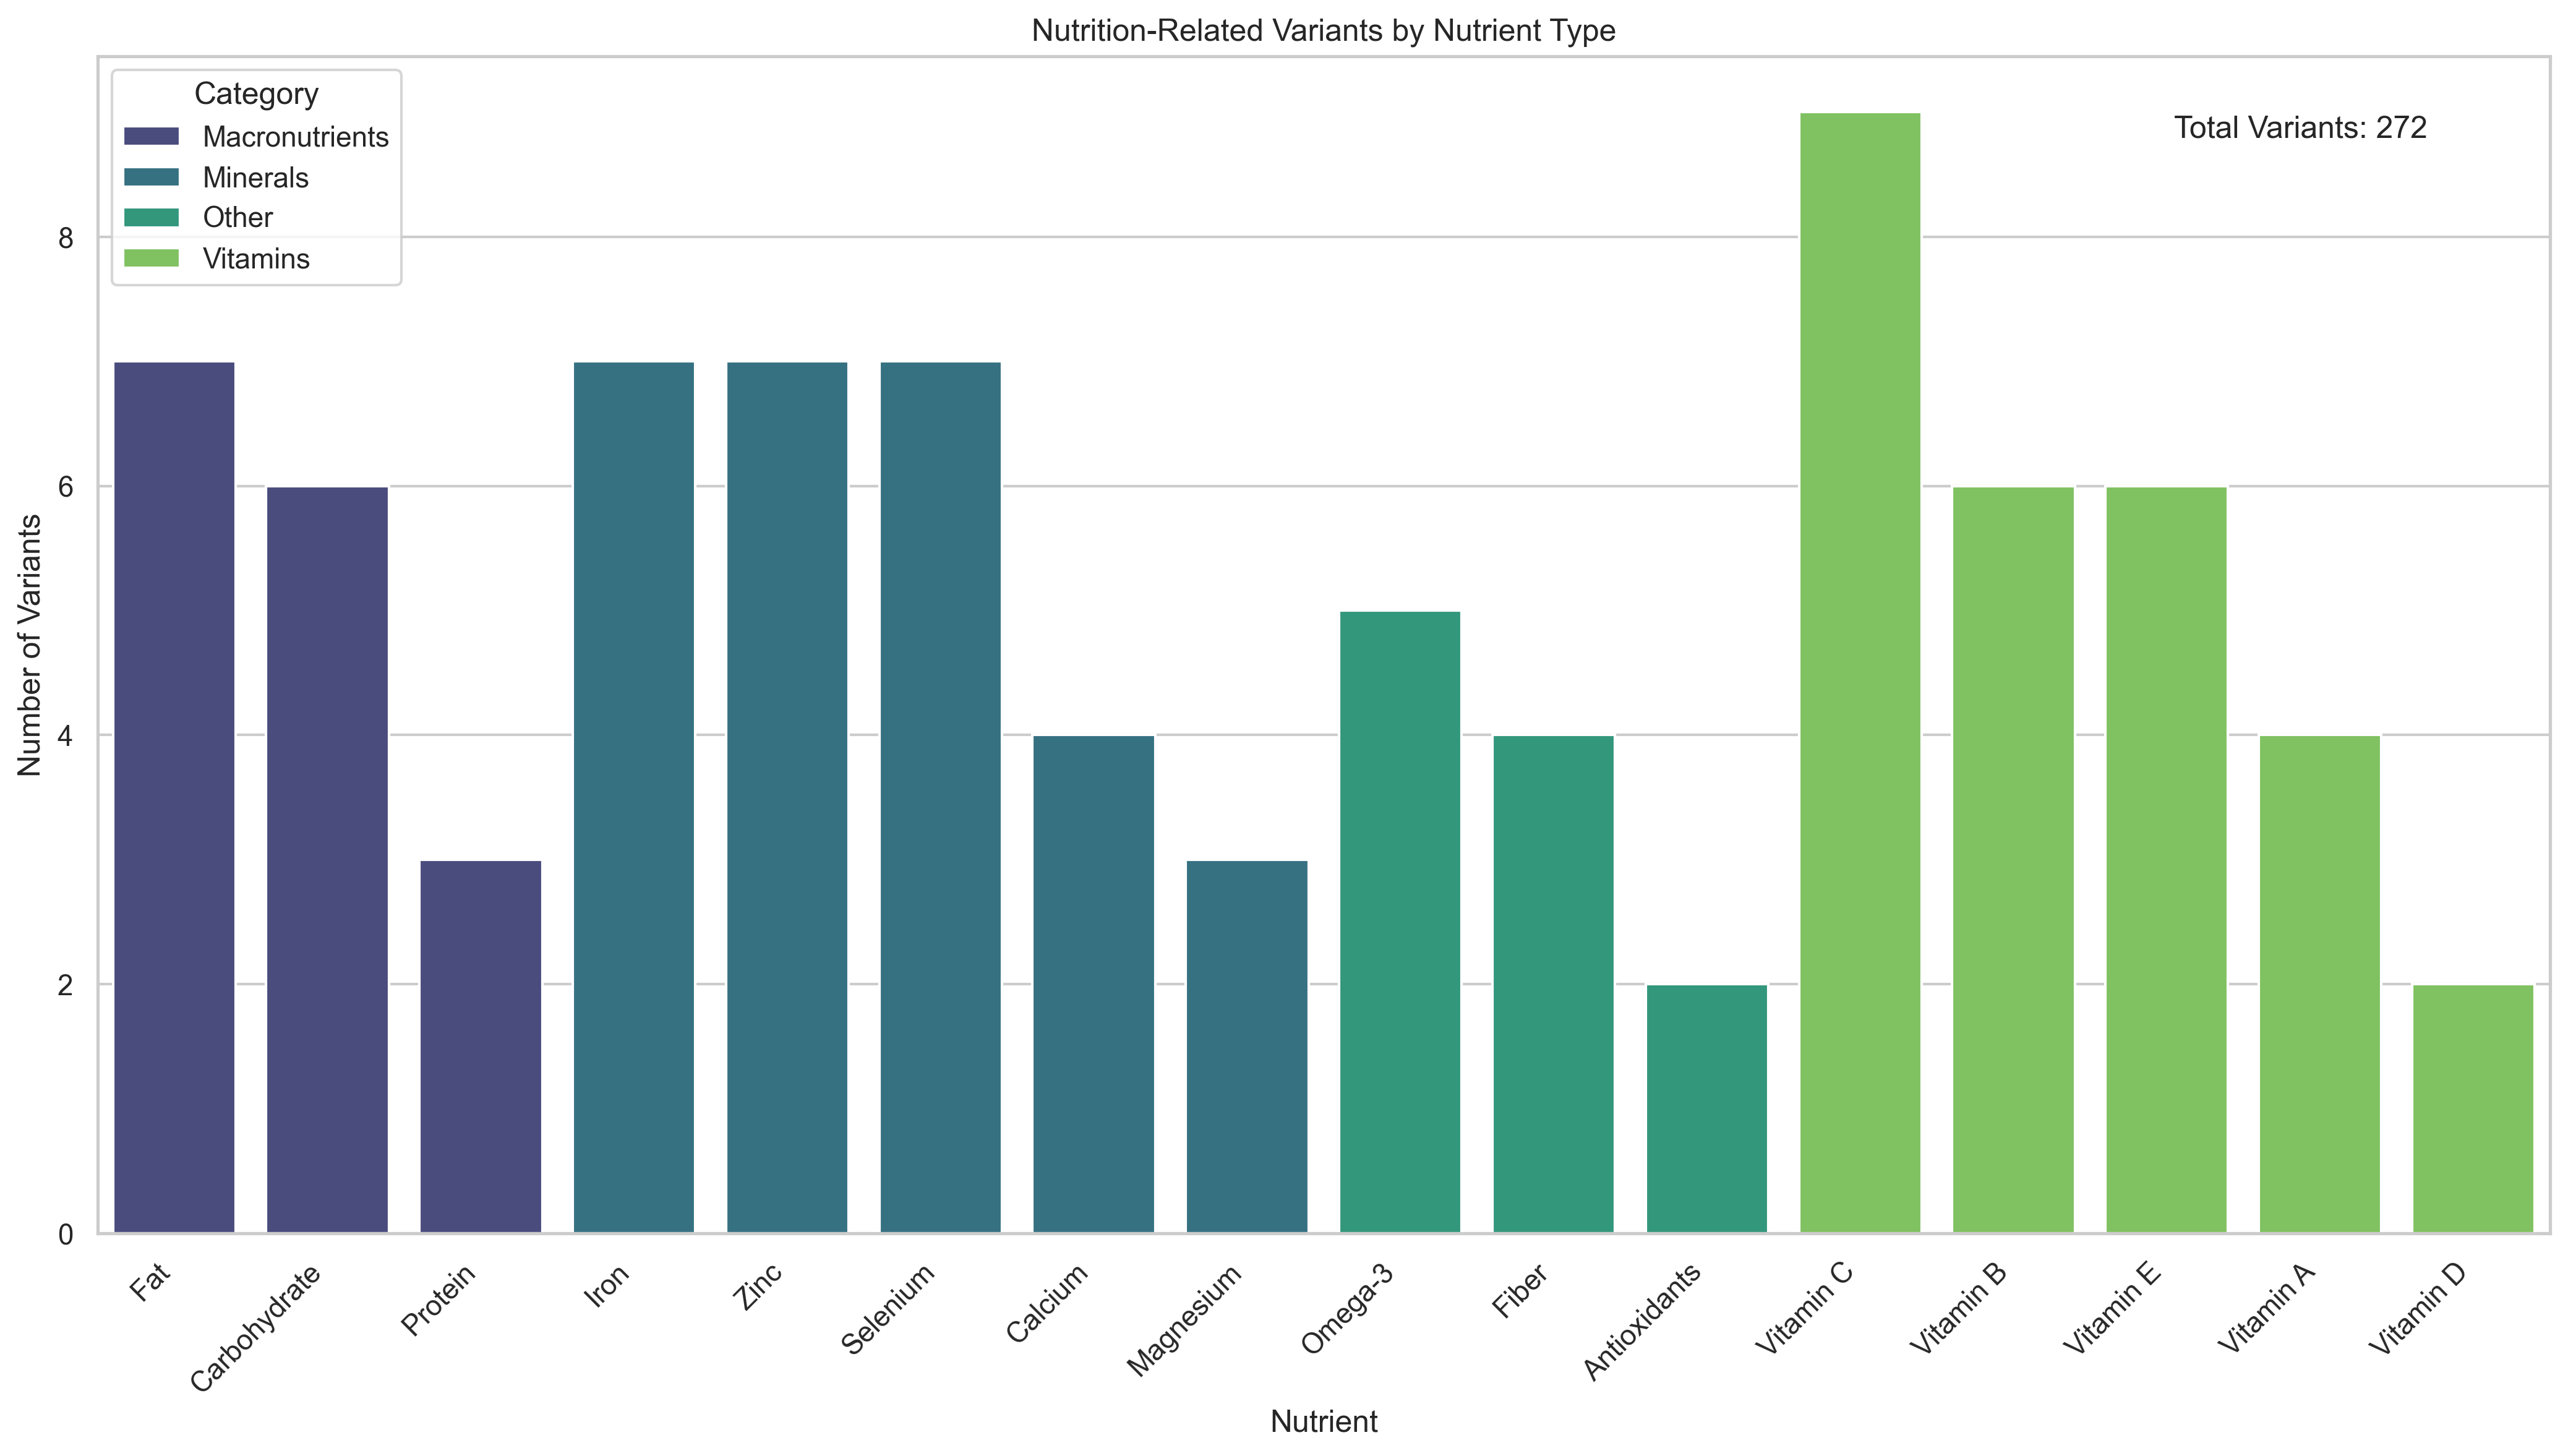 Nutrition-Related Variants by Nutrient Type
Category
Macronutrients
Minerals
Other
Vitamins
Total Variants: 272
Number of Variants
8
6
4
2
0
Fat
Carbohydrate
Protein
Iron
Zinc
Selenium
Calcium
Magnesium
Omega-3
Fiber
Antioxidants
Vitamin C
Vitamin B
Vitamin E
Vitamin A
Vitamin D
Nutrient